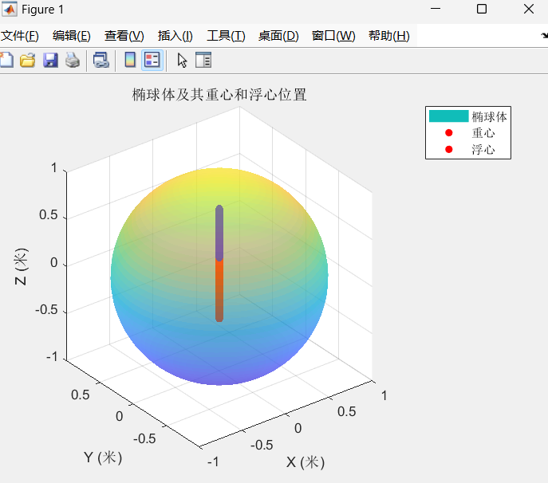 Figure 1
文件(F) 编辑(E) 查看(V) 插入(I) 工具(T) 桌面(D) 窗口(W) 帮助(H)
椭球体及其重心和浮心位置
椭球体
重心
浮心
1
0.5
0
-0.5
-1
Z (米)
0.5
0
-0.5
Y (米)
-1
-0.5
0
0.5
1
X (米)